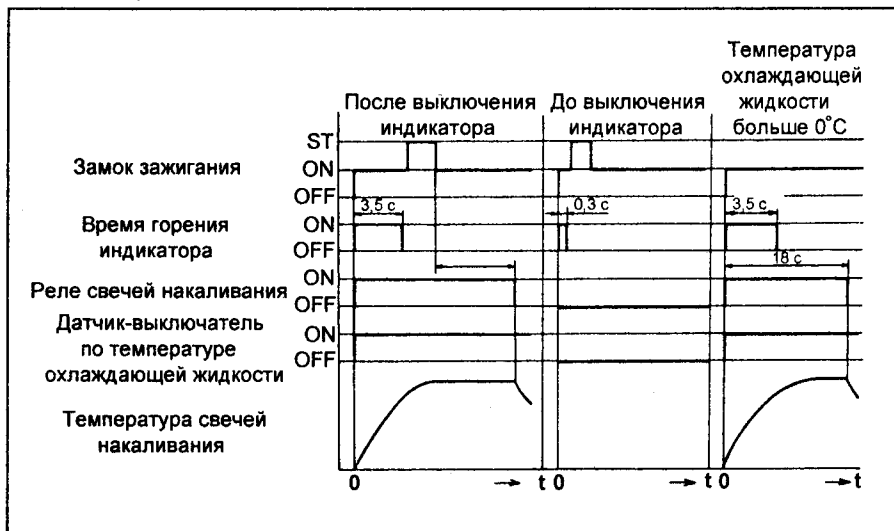 Температура
охлаждающей
После выключения До выключения жидкости
индикатора индикатора больше 0°С
ST
Замок зажигания ON
OFF
3,5 с 0,3 с 3,5 с
Время горения ON
индикатора OFF
18 с
Реле свечей накаливания ON
OFF
Датчик-выключатель ON
по температуре OFF
охлаждающей жидкости
Температура свечей
накаливания
0 t 0 t 0 t